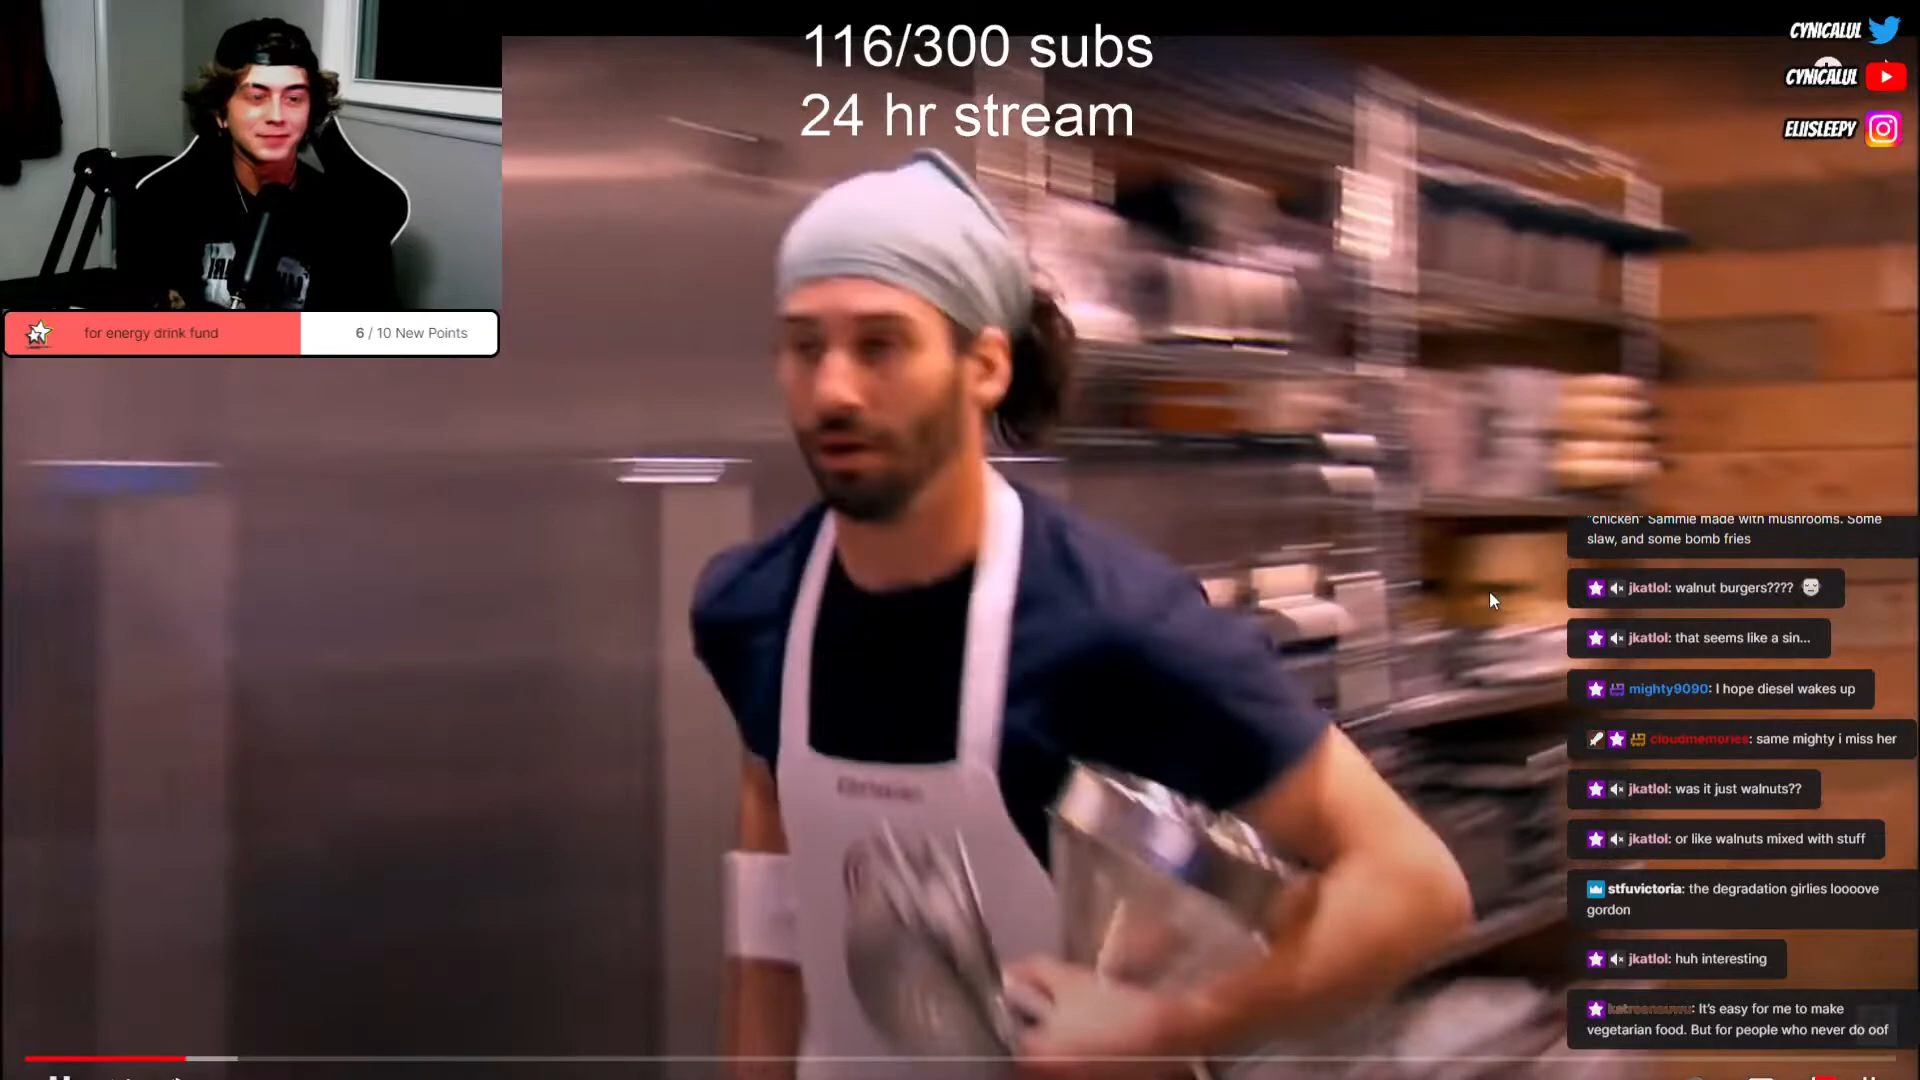 116/300 subs
24 hr stream
CYNICALUL
CYNICALUL
ELIISLEEPY
for energy drink fund
6 / 10 New Points
"chicken" Sammie made with mushrooms. Some
slaw, and some bomb fries
jkatlol: walnut burgers????
jkatlol: that seems like a sin...
mighty9090: I hope diesel wakes up
cloudmemories: same mighty i miss her
jkatlol: was it just walnuts??
jkatlol: or like walnuts mixed with stuff
stfuvictoria: the degradation girlies loooove
gordon
jkatlol: huh interesting
: It's easy for me to make
vegetarian food. But for people who never do oof